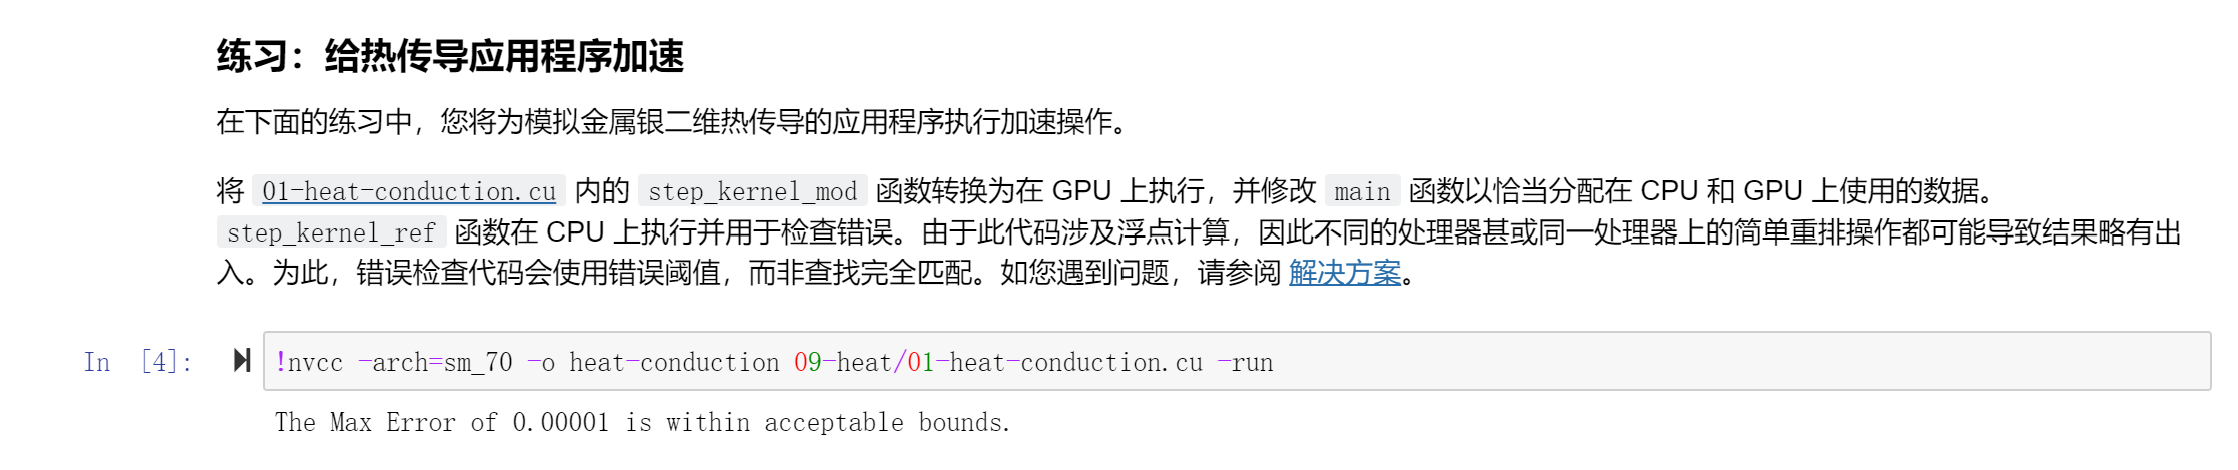 练习：给热传导应用程序加速
在下面的练习中，您将为模拟金属银二维热传导的应用程序执行加速操作。
将 01-heat-conduction.cu 内的 step_kernel_mod 函数转换为在 GPU 上执行，并修改 main 函数以恰当分配在 CPU 和 GPU 上使用的数据。
step_kernel_ref 函数在 CPU 上执行并用于检查错误。由于此代码涉及浮点计算，因此不同的处理器甚或同一处理器上的简单重排操作都可能导致结果略有出
入。为此，错误检查代码会使用错误阈值，而非查找完全匹配。如您遇到问题，请参阅 解决方案。
In [4]: !nvcc -arch=sm_70 -o heat-conduction 09-heat/01-heat-conduction.cu -run
The Max Error of 0.00001 is within acceptable bounds.